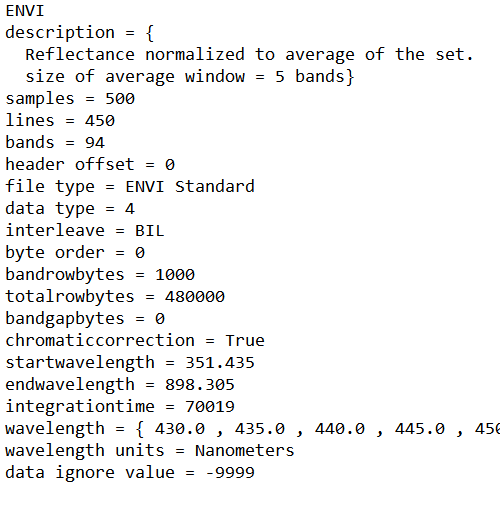 ENVI
description = {
  Reflectance normalized to average of the set.
  size of average window = 5 bands}
samples = 500
lines = 450
bands = 94
header offset = 0
file type = ENVI Standard
data type = 4
interleave = BIL
byte order = 0
bandrowbytes = 1000
totalrowbytes = 480000
bandgapbytes = 0
chromaticcorrection = True
startwavelength = 351.435
endwavelength = 898.305
integrationtime = 70019
wavelength = { 430.0 , 435.0 , 440.0 , 445.0 ,
wavelength units = Nanometers
data ignore value = -9999